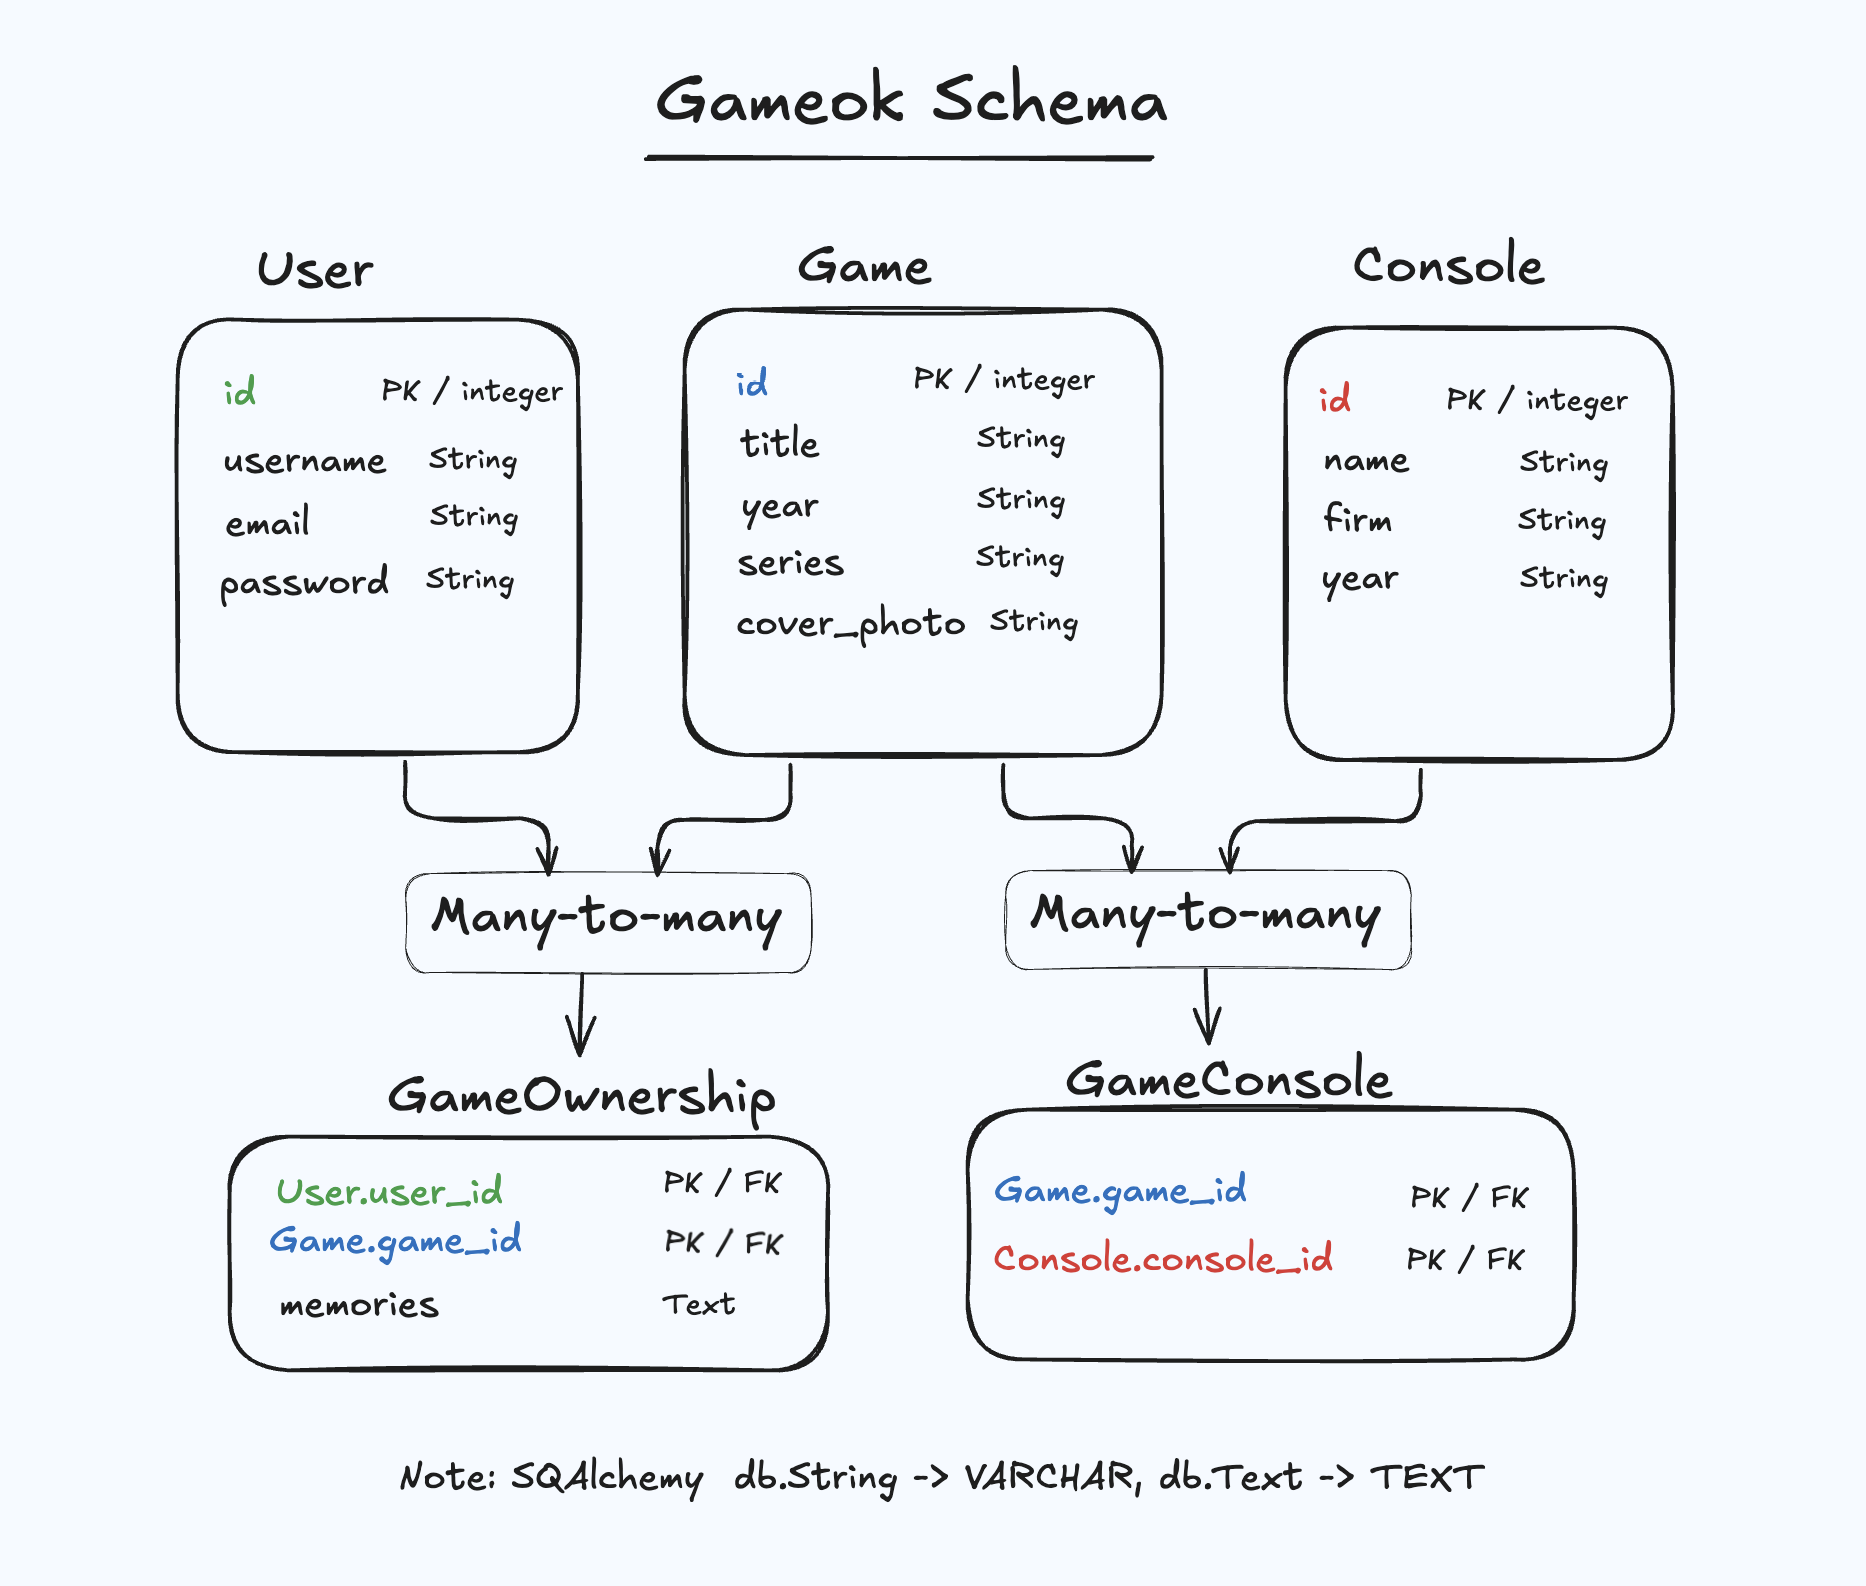 Gameok Schema
User
id PK / integer
username String
email String
password String
Game
id PK / integer
title String
year String
series String
cover_photo String
Console
id PK / integer
name String
firm String
year String
Many-to-many
Many-to-many
GameOwnership
User.user_id PK / FK
Game.game_id PK / FK
memories Text
GameConsole
Game.game_id PK / FK
Console.console_id PK / FK
Note: SQAlchemy db.String -> VARCHAR, db.Text -> TEXT